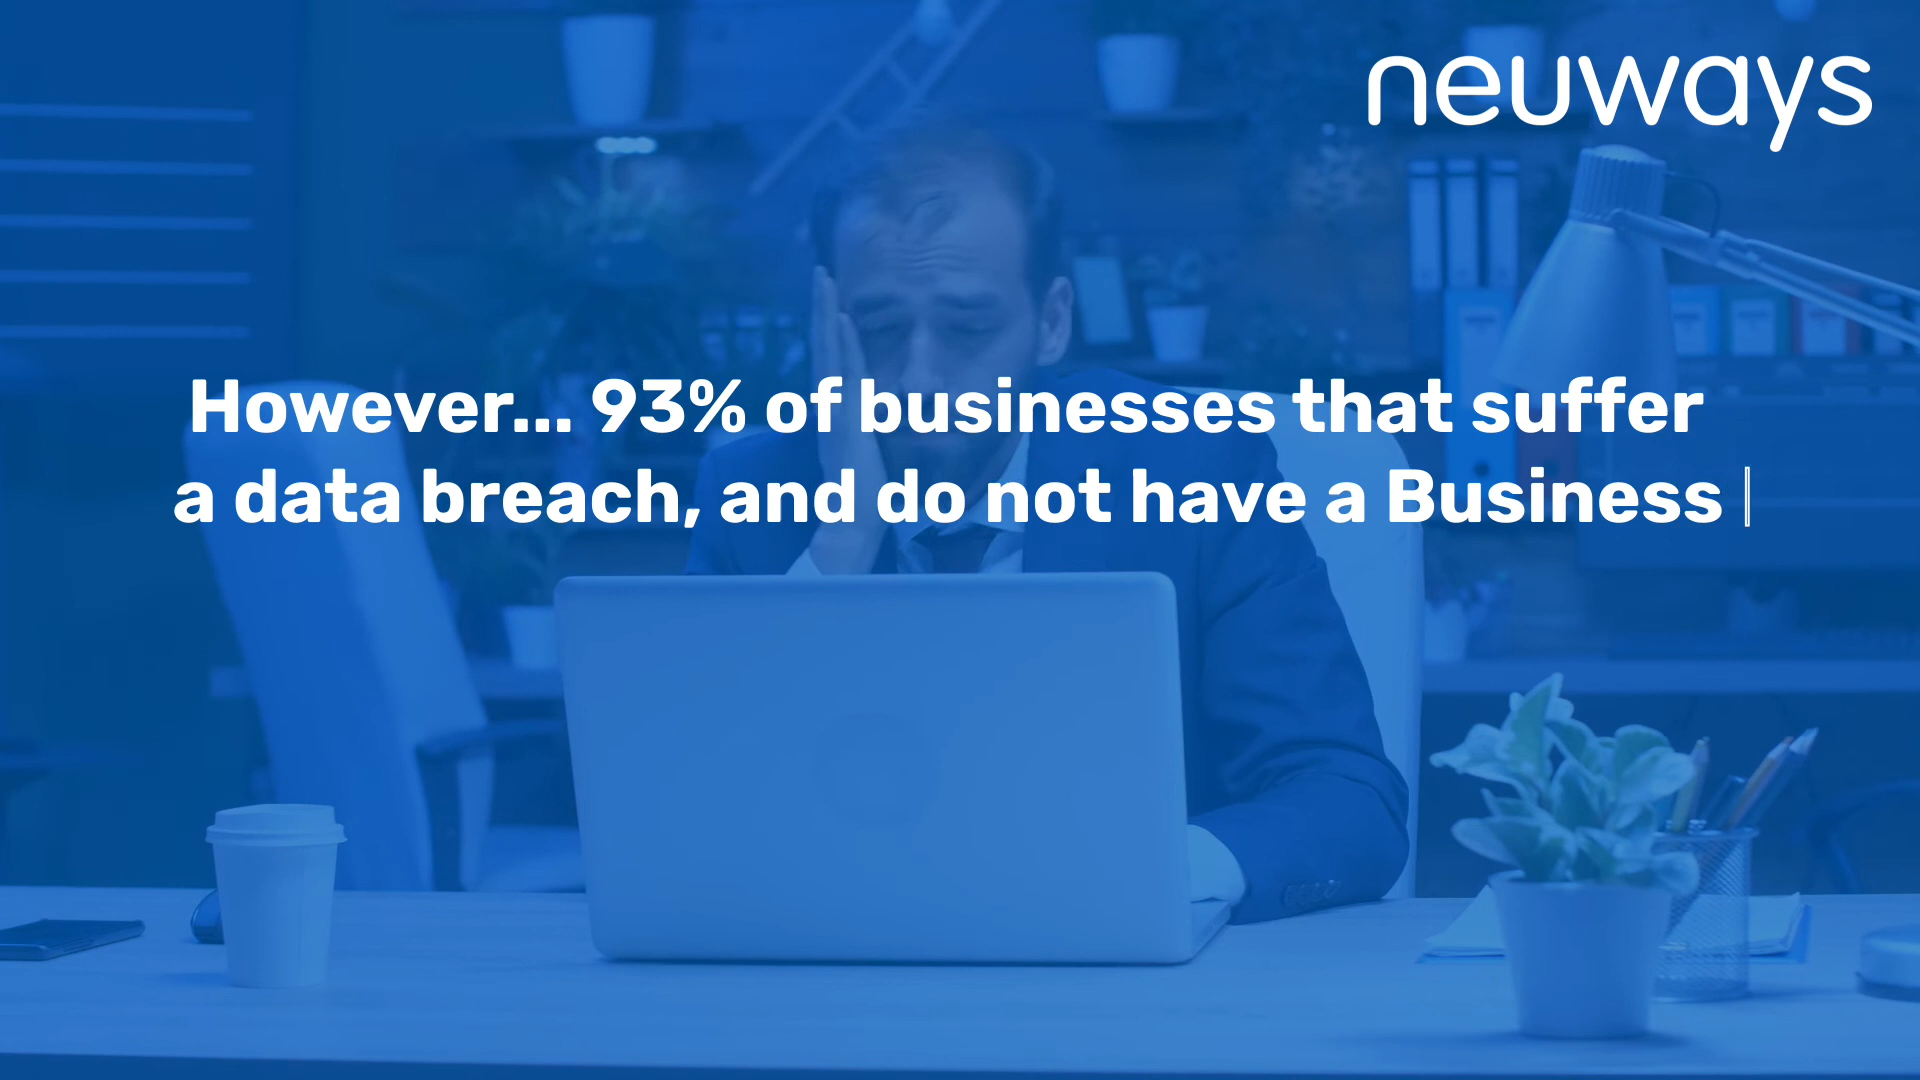 neuways
However... 93% of businesses that suffer
a data breach, and do not have a Business